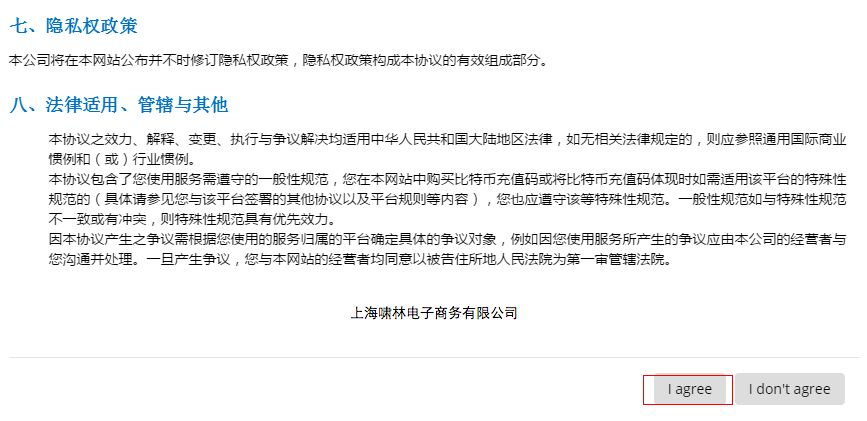 七、隐私权政策
本公司将在本网站公布并不时修订隐私权政策，隐私权政策构成本协议的有效组成部分。
八、法律适用、管辖与其他
本协议之效力、解释、变更、执行与争议解决均适用中华人民共和国大陆地区法律，如无相关法律规定的，则应参照通用国际商业
惯例和（或）行业惯例。
本协议包含了您使用服务需遵守的一般性规范，您在本网站中购买比特币充值码或将比特币充值码体现时如需适用该平台的特殊性
规范的（具体请参见您与该平台签署的其他协议以及平台规则等内容），您也应遵守该等特殊性规范。一般性规范如与特殊性规范
不一致或有冲突，则特殊性规范具有优先效力。
因本协议产生之争议需根据您使用的服务归属的平台确定具体的争议对象，例如因您使用服务所产生的争议应由本公司的经营者与
您沟通并处理。一旦产生争议，您与本网站的经营者均同意以被告住所地人民法院为第一审管辖法院。
上海啸林电子商务有限公司
I agree I don't agree